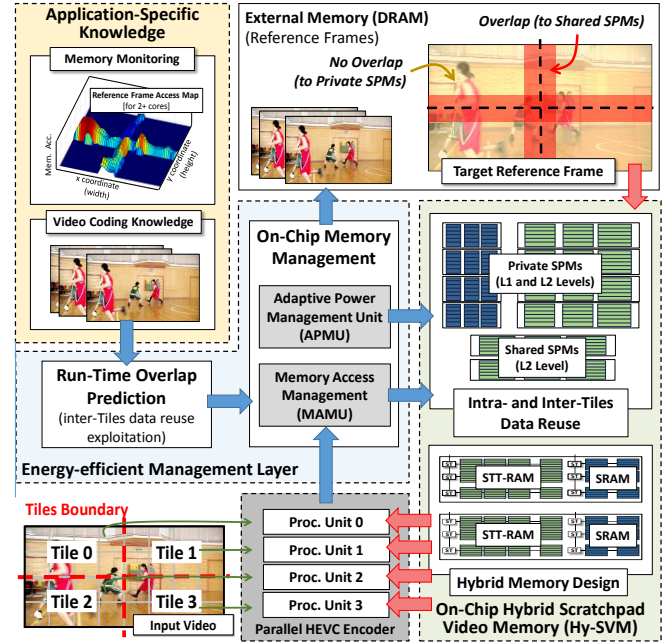 Application-Specific
Knowledge
Memory Monitoring
Reference Frame Access Map
[for 2+ cores]
Mem. Acc.
x coordinate
(width)
y coordinate
(height)
Video Coding Knowledge
External Memory (DRAM)
(Reference Frames)
Overlap (to Shared SPMs)
No Overlap
(to Private SPMs)
Target Reference Frame
On-Chip Memory
Management
Adaptive Power
Management Unit
(APMU)
Memory Access
Management
(MAMU)
Run-Time Overlap
Prediction
(inter-Tiles data reuse
exploitation)
Energy-efficient Management Layer
Private SPMs
(L1 and L2 Levels)
Shared SPMs
(L2 Level)
Intra- and Inter-Tiles
Data Reuse
STT-RAM
SRAM
STT-RAM
SRAM
Hybrid Memory Design
On-Chip Hybrid Scratchpad
Video Memory (Hy-SVM)
Tiles Boundary
Tile 0
Tile 1
Tile 2
Tile 3
Input Video
Proc. Unit 0
Proc. Unit 1
Proc. Unit 2
Proc. Unit 3
Parallel HEVC Encoder